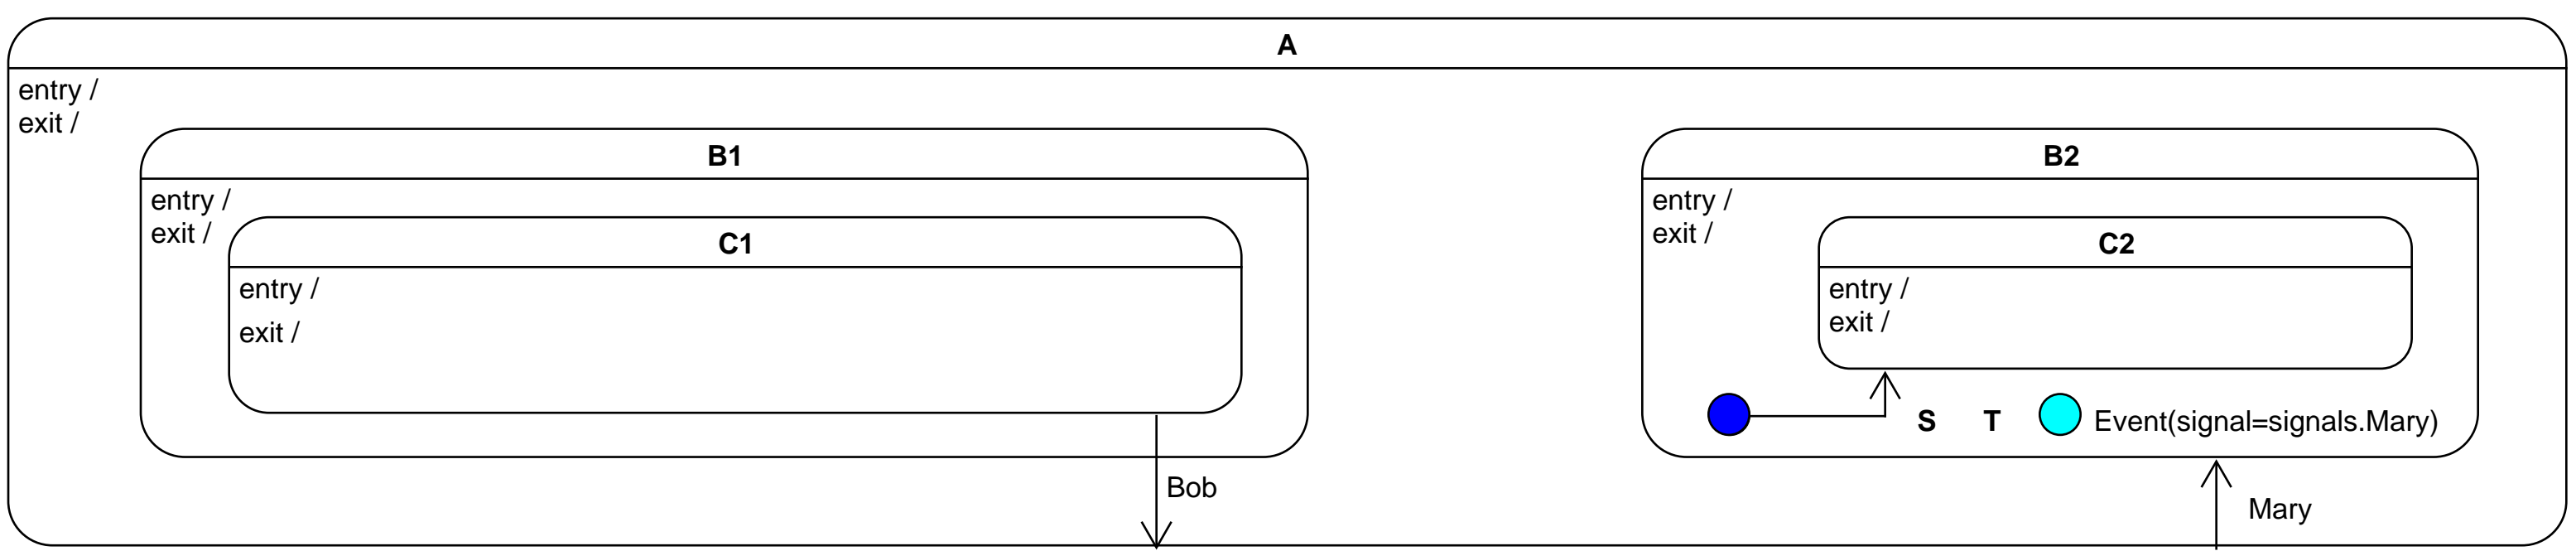 A
entry /
exit /
B1
entry /
exit /
C1
entry /
exit /
Bob
B2
entry /
exit /
C2
entry /
exit /
S T Event(signal=signals.Mary)
Mary